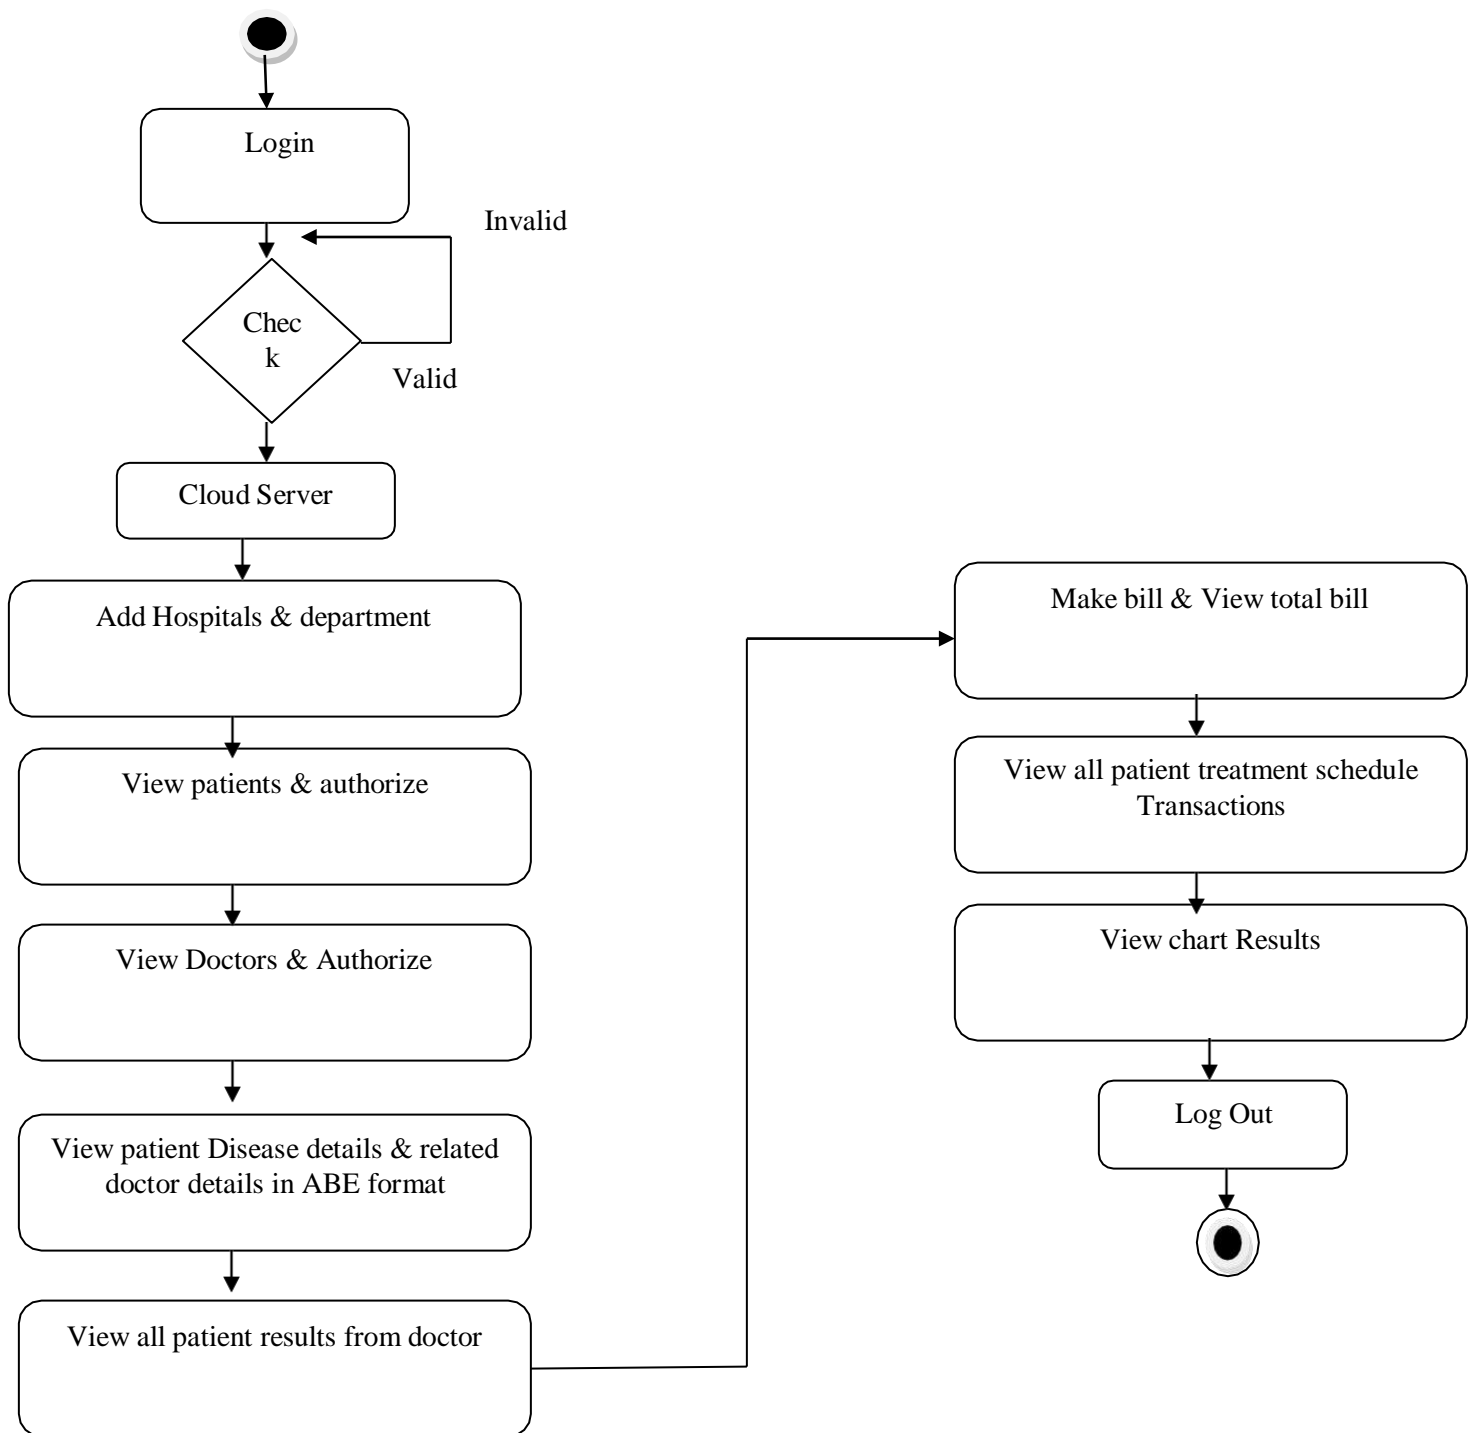 Login
Invalid
Chec
k
Valid
Cloud Server
Add Hospitals & department
View patients & authorize
View Doctors & Authorize
View patient Disease details & related
doctor details in ABE format
View all patient results from doctor
Make bill & View total bill
View all patient treatment schedule
Transactions
View chart Results
Log Out